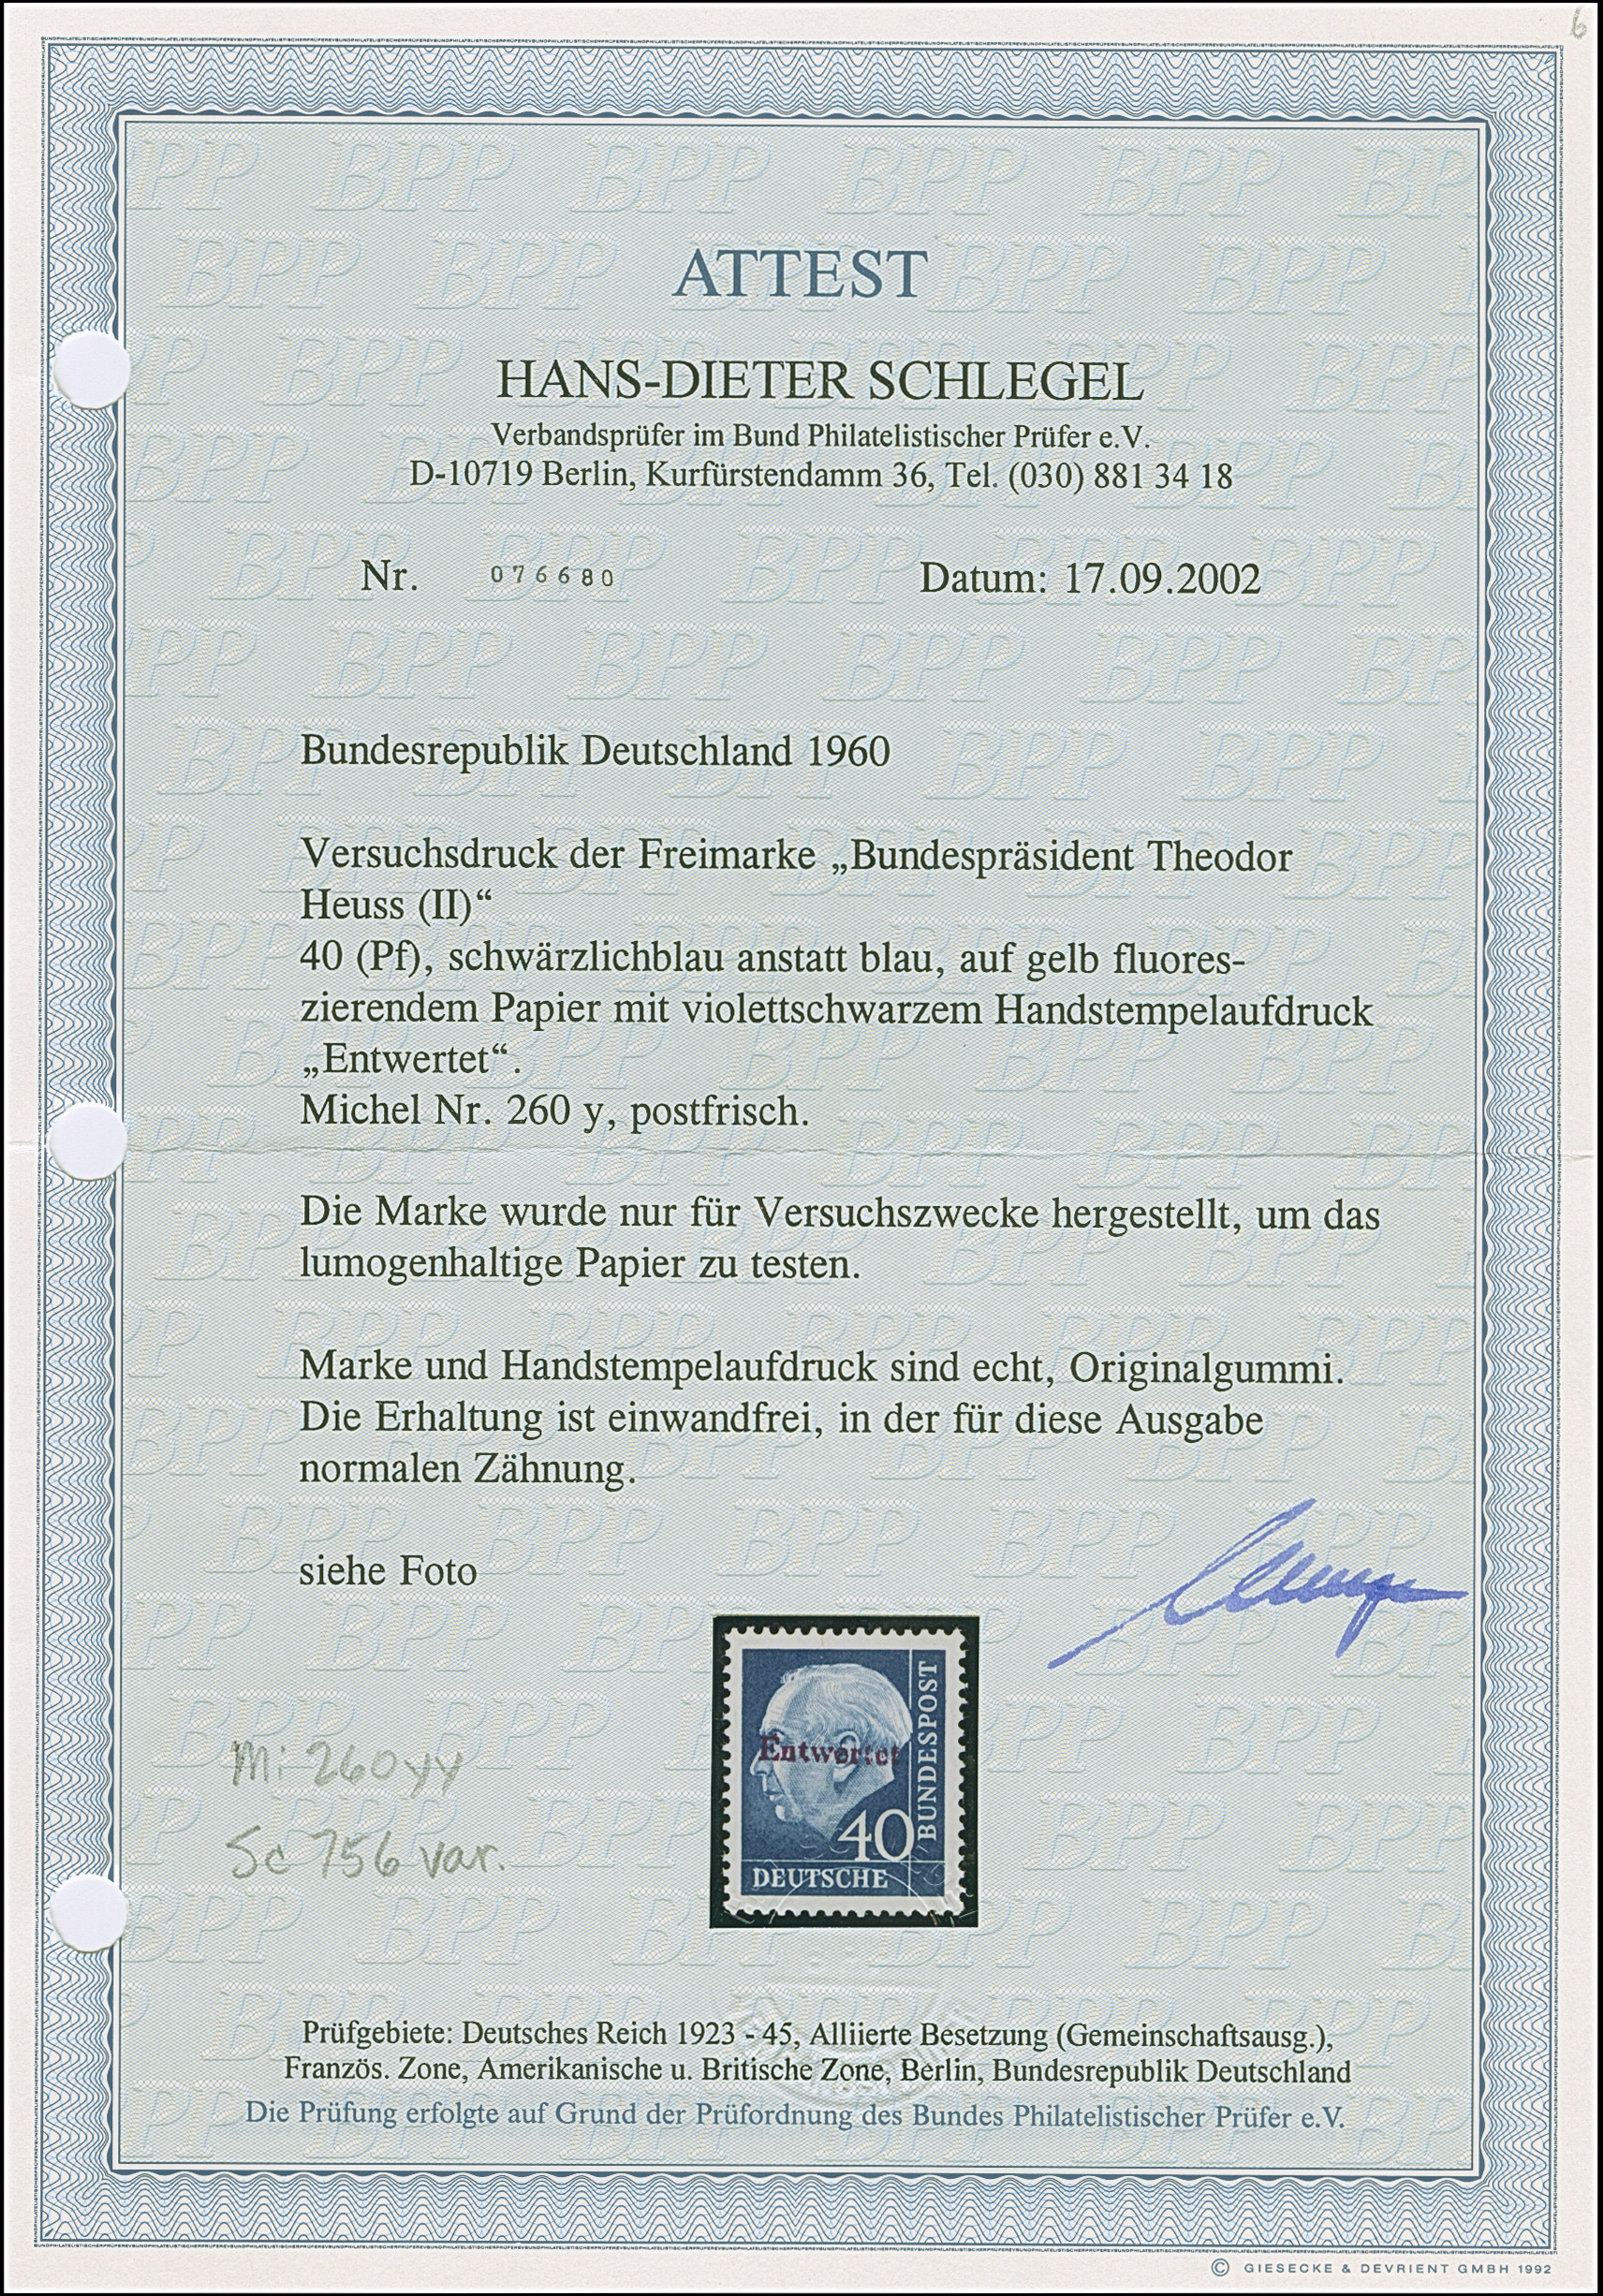 6
ATTEST
HANS-DIETER SCHLEGEL
Verbandsprüfer im Bund Philatelistischer Prüfer e.V.
D-10719 Berlin, Kurfürstendamm 36, Tel. (030) 881 34 18
Nr. 076680 Datum: 17.09.2002
Bundesrepublik Deutschland 1960
Versuchsdruck der Freimarke „Bundespräsident Theodor
Heuss (II)“
40 (Pf), schwärzlichblau anstatt blau, auf gelb fluores-
zierendem Papier mit violettschwarzem Handstempelaufdruck
„Entwertet“.
Michel Nr. 260 y, postfrisch.
Die Marke wurde nur für Versuchszwecke hergestellt, um das
lumogenhaltige Papier zu testen.
Marke und Handstempelaufdruck sind echt, Originalgummi.
Die Erhaltung ist einwandfrei, in der für diese Ausgabe
normalen Zähnung.
siehe Foto
Entwertet
BUNDESPOST
40
DEUTSCHE
Mi 260yy
Sc 756 var.
Prüfgebiete: Deutsches Reich 1923 - 45, Alliierte Besetzung (Gemeinschaftsausg.),
Französ. Zone, Amerikanische u. Britische Zone, Berlin, Bundesrepublik Deutschland
Die Prüfung erfolgte auf Grund der Prüfordnung des Bundes Philatelistischer Prüfer e.V.
© GIESECKE & DEVRIENT GMBH 1992